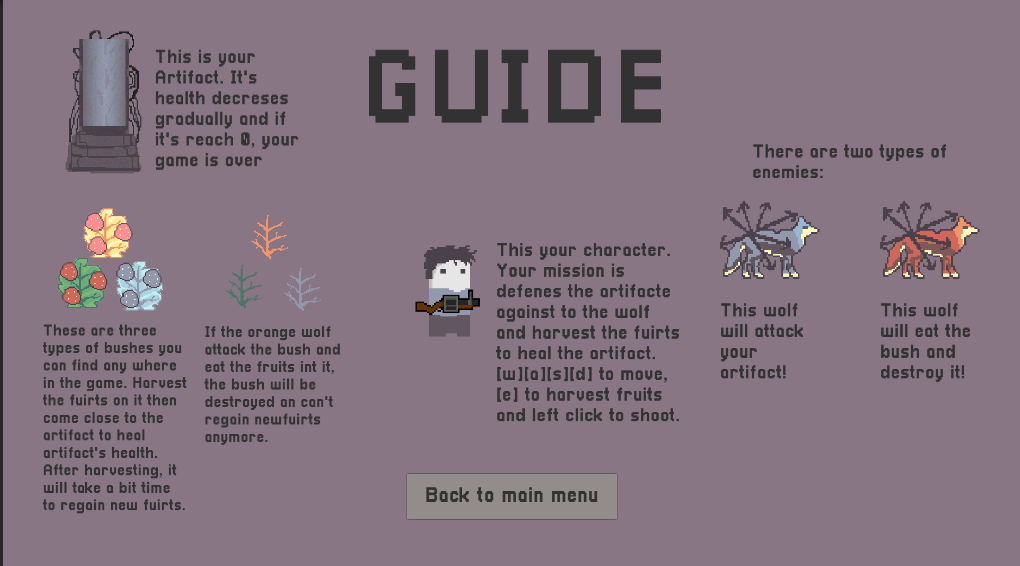 GUIDE
This is your
Artifact. It's
health decreses
gradually and if
it's reach 0, your
game is over
These are three
types of bushes you
can find any where
in the game. Harvest
the fuirts on it then
come close to the
artifact to heal
artifact's health.
After harvesting, it
will take a bit time
to regain new fuirts.
If the orange wolf
attack the bush and
eat the fruits int it,
the bush will be
destroyed an can't
regain newfuirts
anymore.
This your character.
Your mission is
defenes the artifacte
against to the wolf
and harvest the fuirts
to heal the artifact.
[w][a][s][d] to move,
[e] to harvest fruits
and left click to shoot.
There are two types of
enemies:
This wolf
will attack
your
artifact!
This wolf
will eat the
bush and
destroy it!
Back to main menu